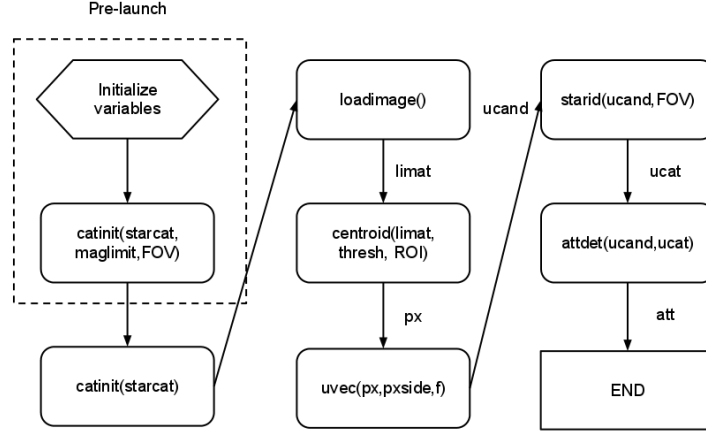 Pre-launch
Initialize
variables
catinit(starcat,
maglimit,FOV)
catinit(starcat)
loadimage()
limat
centroid(limat,
thresh, ROI)
px
uvec(px,pxside,f)
ucand
starid(ucand,FOV)
ucat
attdet(ucand,ucat)
att
END